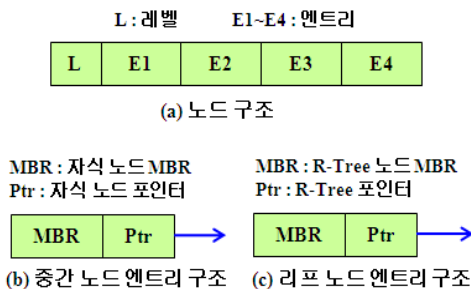 L : 레벨 E1~E4 : 엔트리
L E1 E2 E3 E4
(a) 노드 구조
MBR : 자식 노드 MBR
Ptr : 자식 노드 포인터
MBR Ptr
(b) 중간 노드 엔트리 구조
MBR : R-Tree 노드 MBR
Ptr : R-Tree 포인터
MBR Ptr
(c) 리프 노드 엔트리 구조